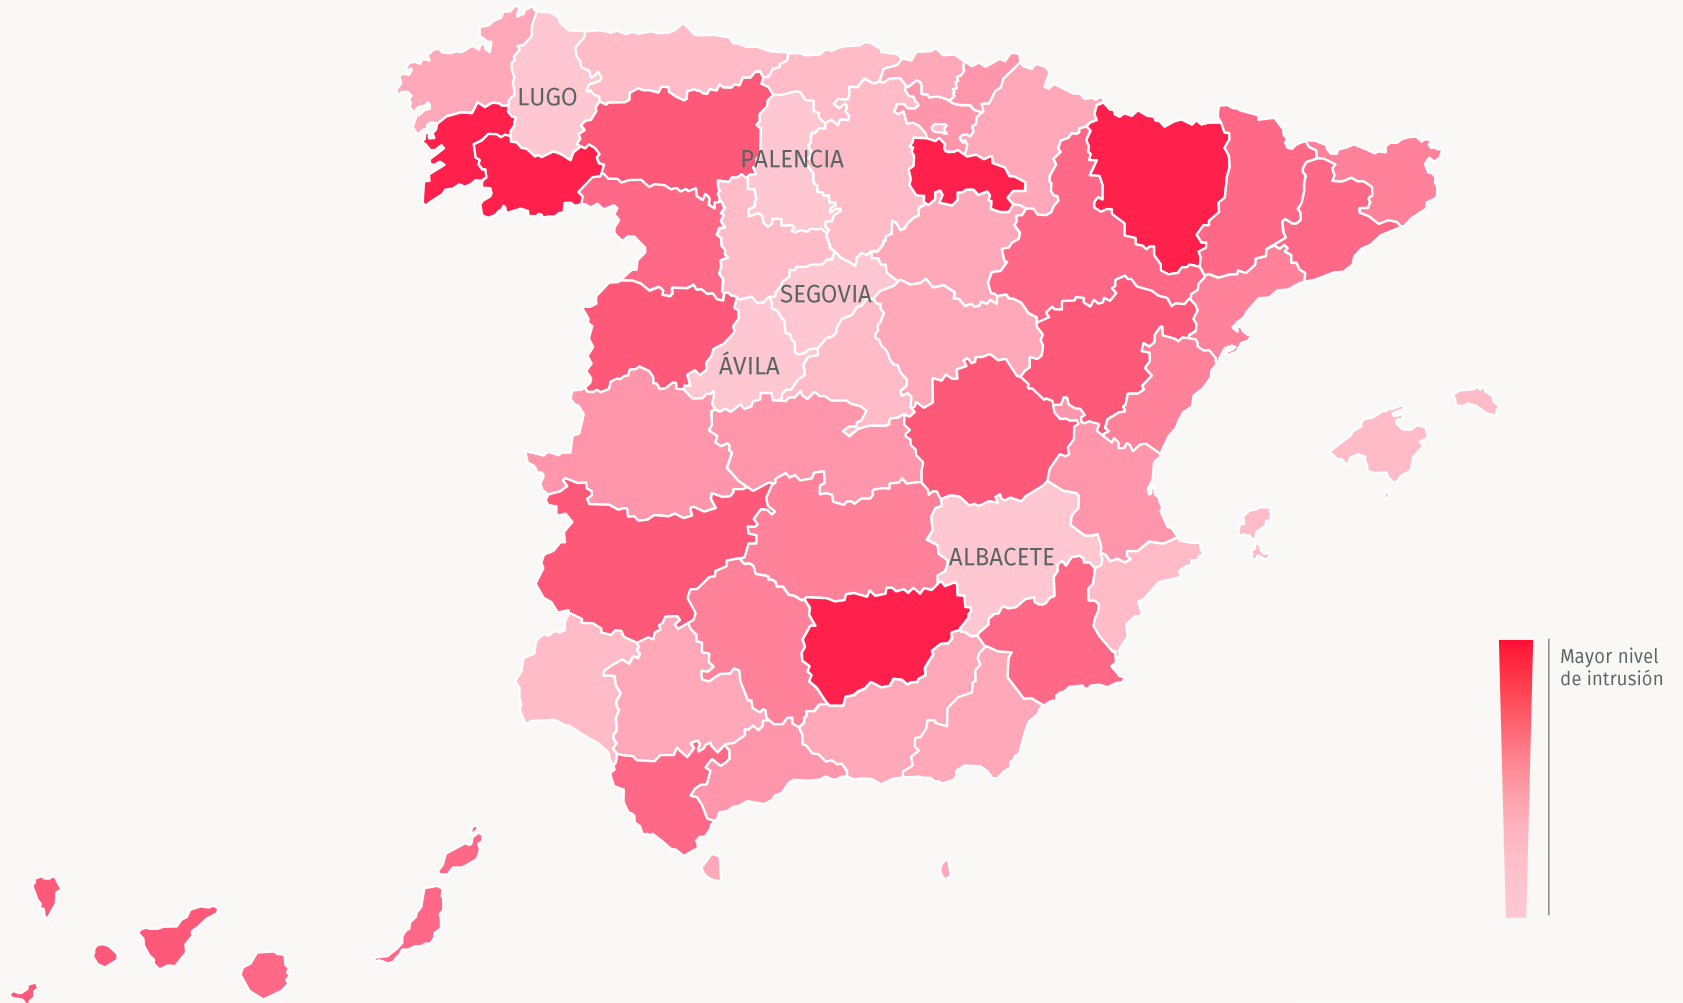 LUGO
PALENCIA
SEGOVIA
ÁVILA
ALBACETE
Mayor nivel
de intrusión